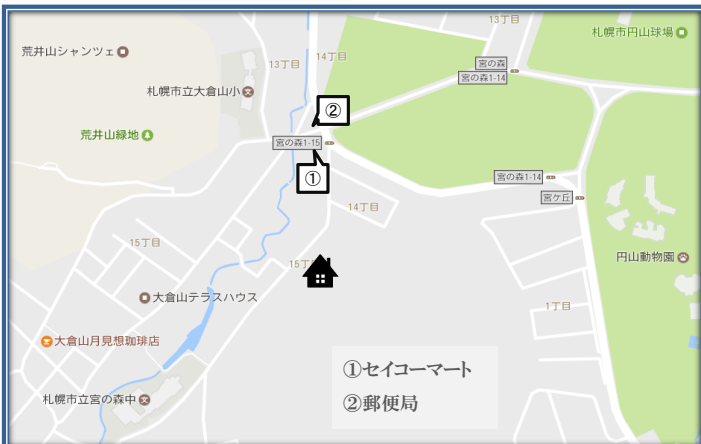 13丁目
札幌市円山球場
荒井山シャンツェ
14丁目
13丁目
宮の森
宮の森1-14
札幌市立大倉山小
②
荒井山緑地
宮の森1-15
①
宮の森1-14
宮ケ丘
14丁目
15丁目
円山動物園
15丁
大倉山テラスハウス
1丁目
大倉山月見想珈琲店
①セイコーマート
札幌市立宮の森中
②郵便局